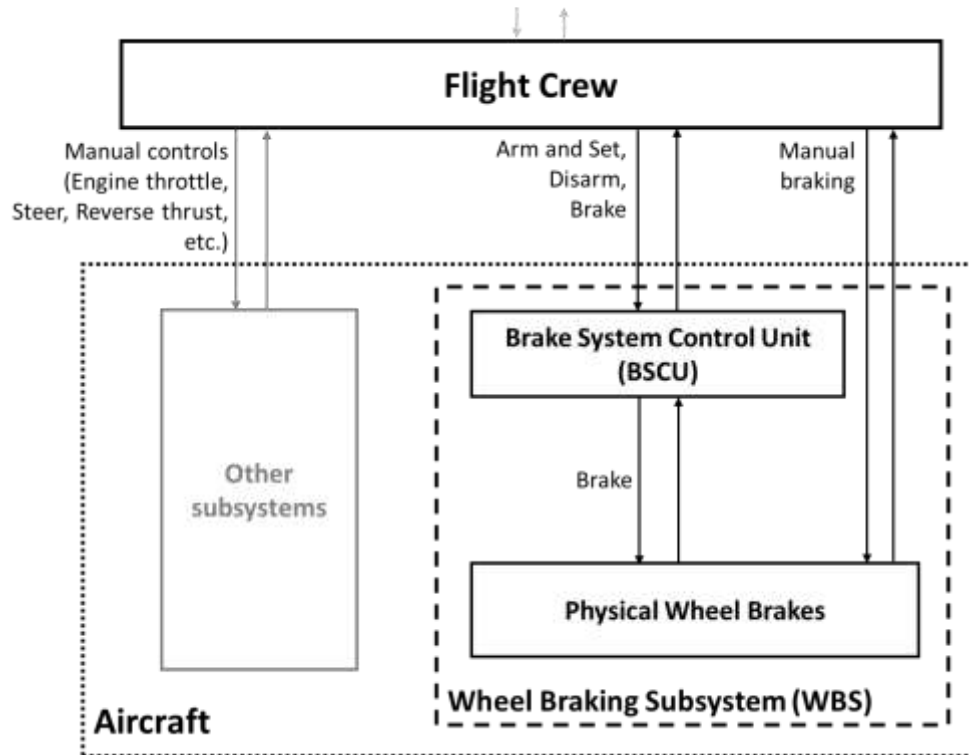 Flight Crew
Manual controls
(Engine throttle,
Steer, Reverse thrust,
etc.)
Arm and Set,
Disarm,
Brake
Manual
braking
Brake System Control Unit
(BSCU)
Other
subsystems
Brake
Physical Wheel Brakes
Wheel Braking Subsystem (WBS)
Aircraft